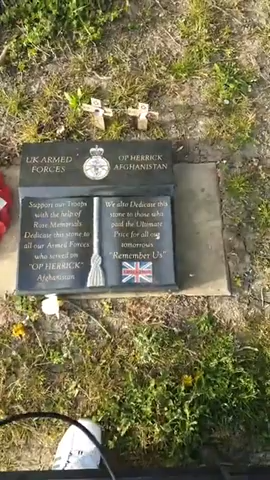 UK ARMED
FORCES
OP HERRICK
AFGHANISTAN
Support our Troops
with the help of
Ryse Memorials
Dedicate this stone to
all our Armed Forces
who served on
"OP HERRICK"
Afghanistan
We also Dedicate this
stone to those who
paid the Ultimate
Price for all our
tomorrows
"Remember Them"